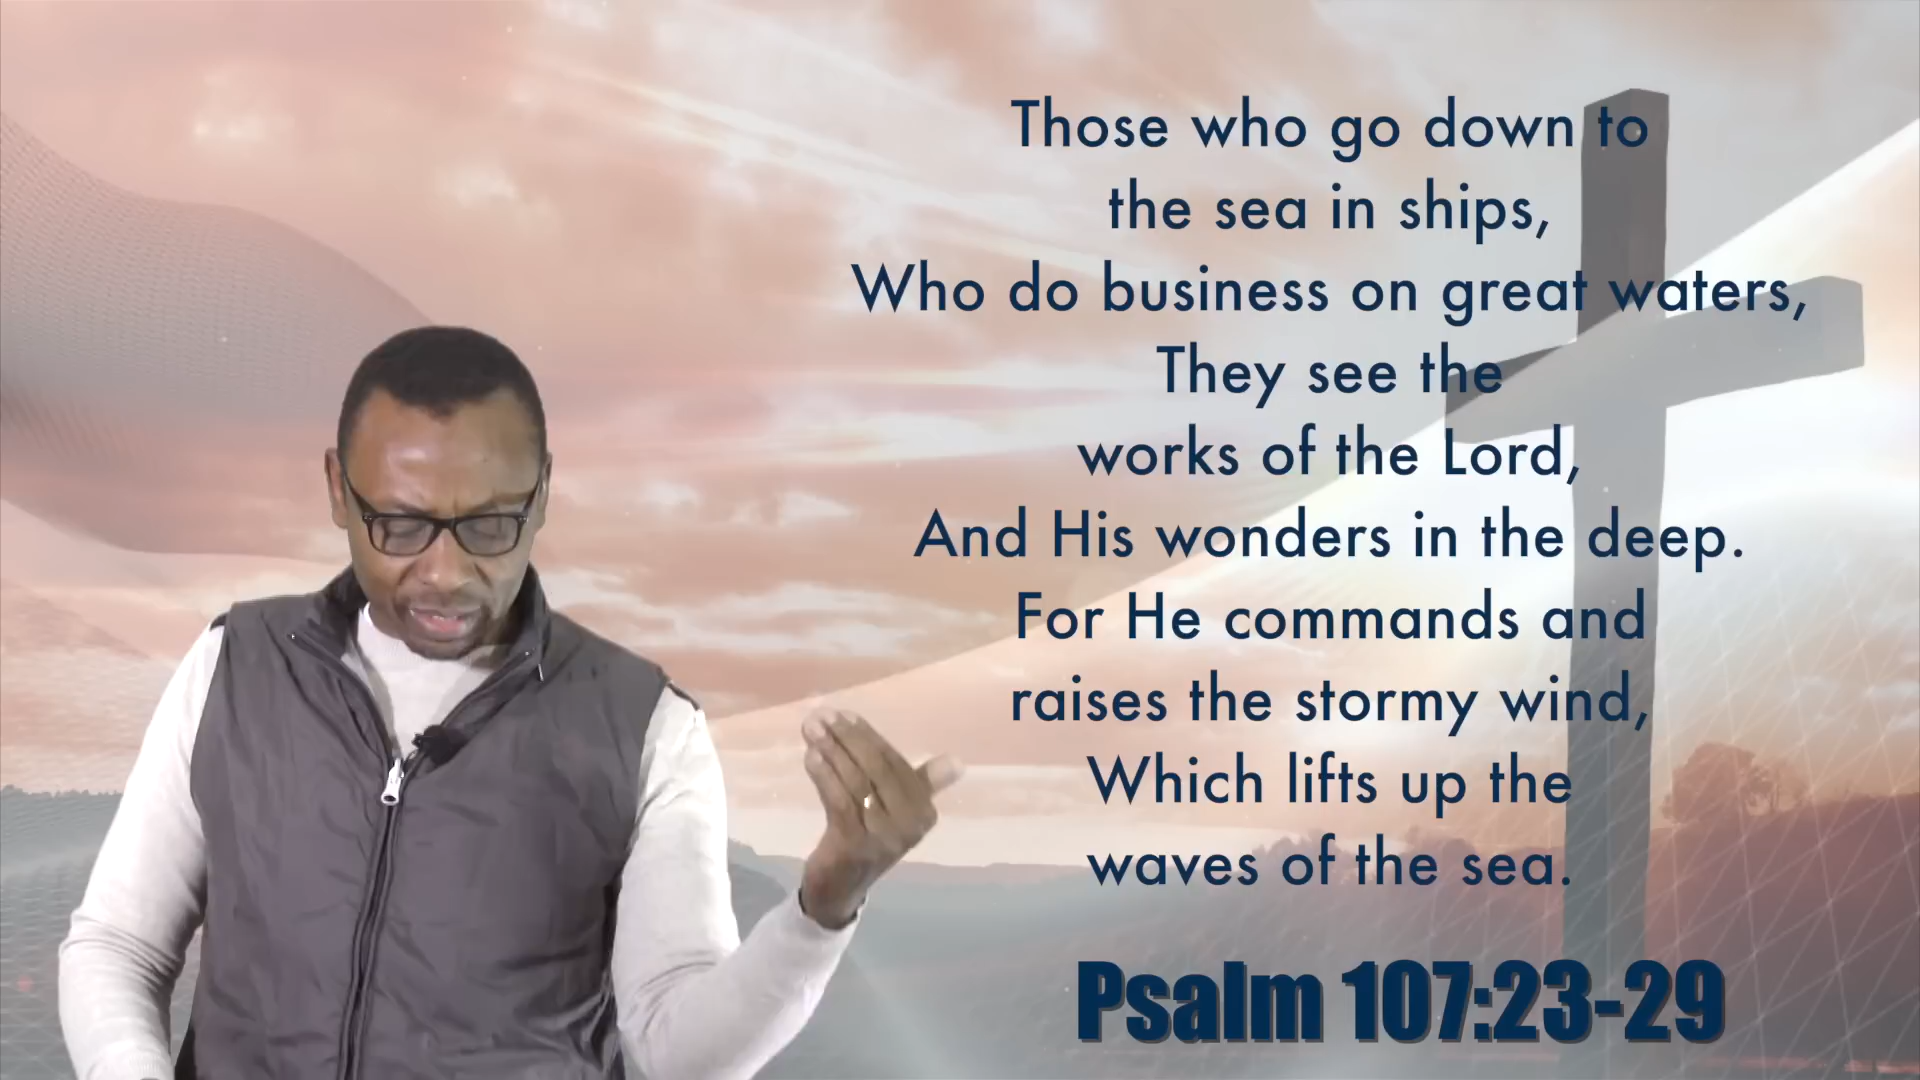 Those who go down to
the sea in ships,
Who do business on great waters,
They see the
works of the Lord,
And His wonders in the deep.
For He commands and
raises the stormy wind,
Which lifts up the
waves of the sea.
Psalm 107:23-29